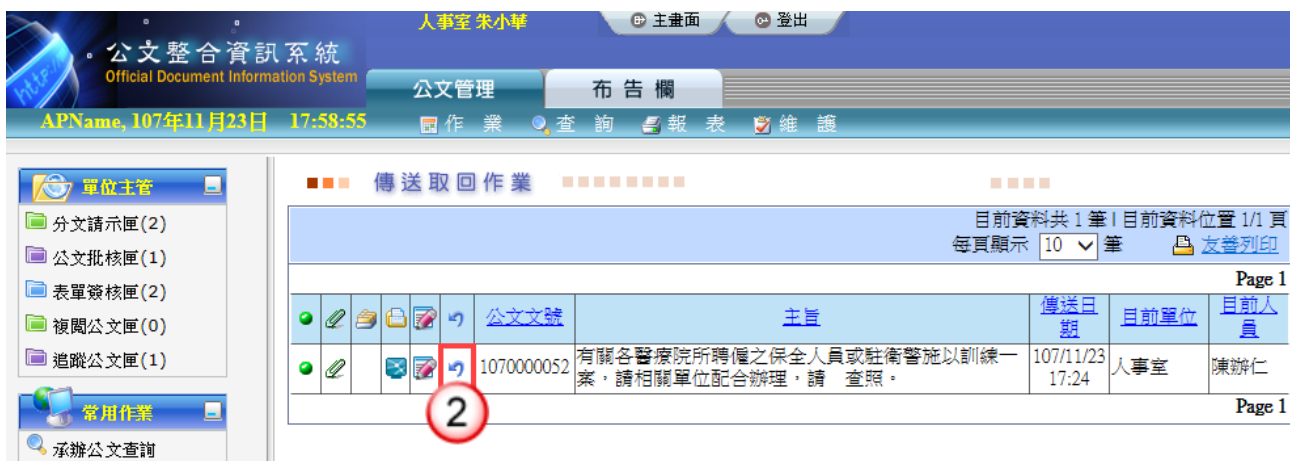 人事室 朱小華
主畫面
登出
公文整合資訊系統
Official Document Information System
公文管理
布告欄
APName, 107年11月23日 17:58:55
作業
查詢
報表
維護
單位主管
分文請示匣(2)
公文批核匣(1)
表單簽核匣(2)
複閱公文匣(0)
追蹤公文匣(1)
常用作業
承辦公文查詢
傳送取回作業
目前資料共 1 筆 | 目前資料位置 1/1 頁
每頁顯示 10 筆 友善列印
Page 1
公文文號 主旨 傳送日期 目前單位 目前人員
1070000052 有關各醫療院所聘僱之保全人員或駐衛警施以訓練一
案，請相關單位配合辦理，請 查照。
107/11/23
17:24
人事室
陳辦仁
Page 1
2
http: